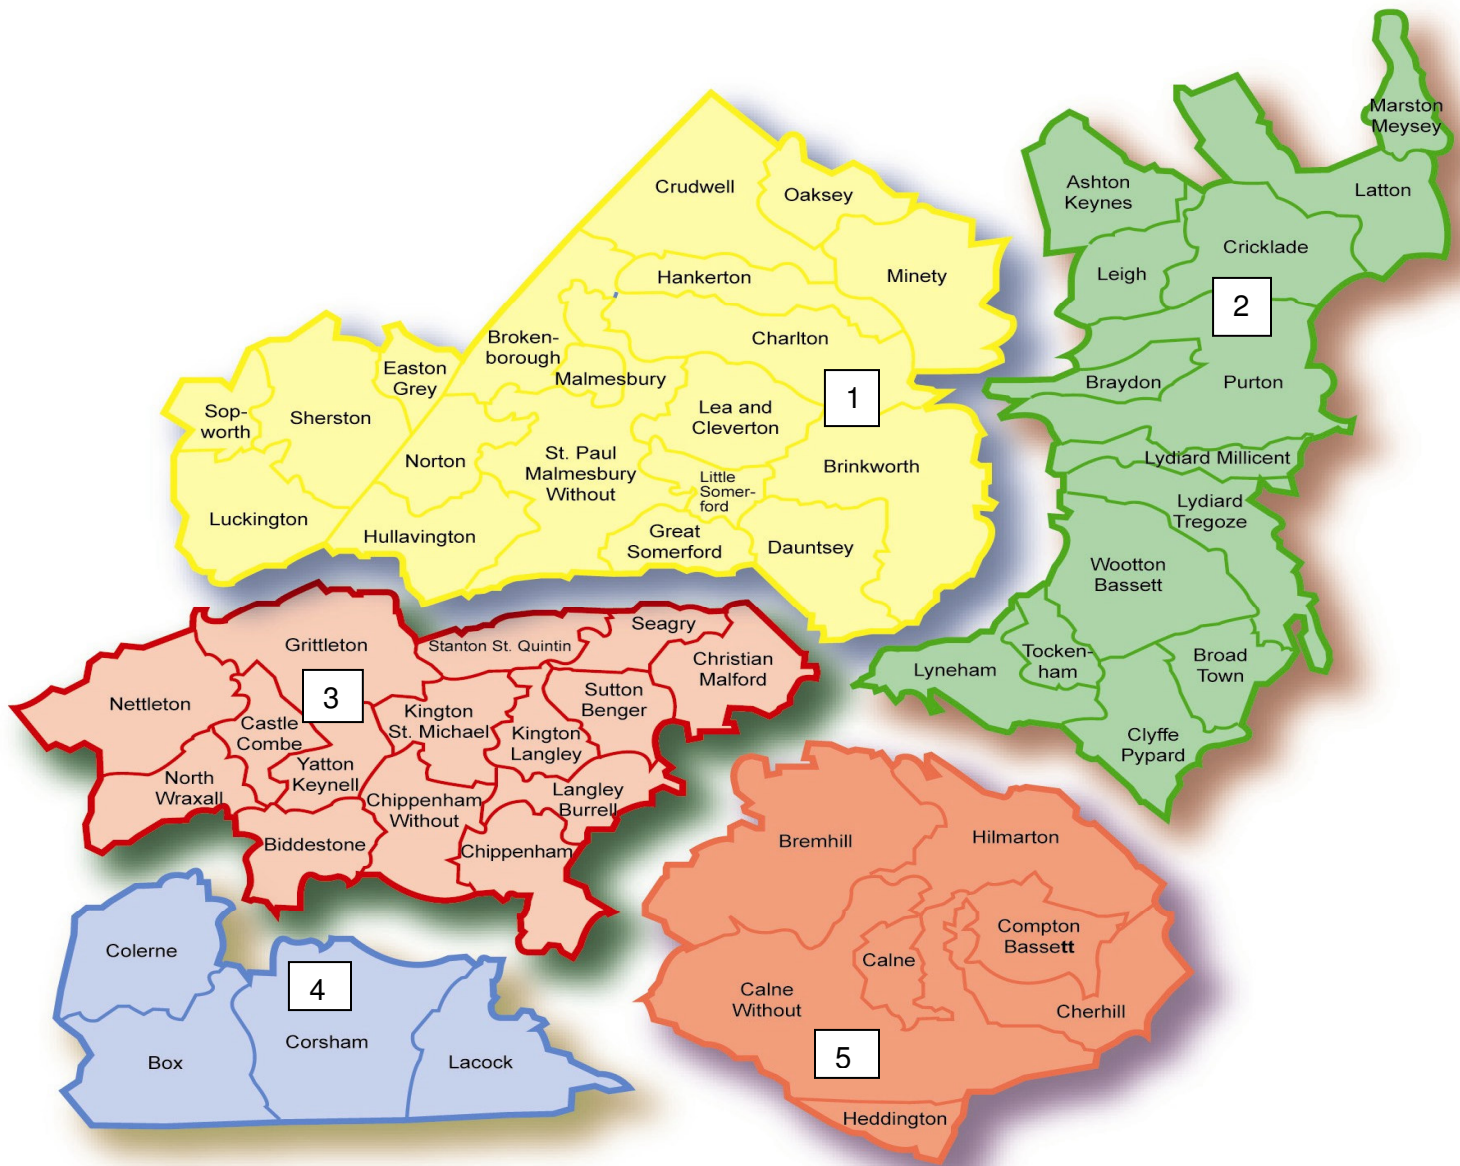 Crudwell
Oaksey
Hankerton
Minety
Charlton
Broken-
borough
Malmesbury
Easton
Grey
Sop-
worth
Sherston
Lea and
Cleverton
1
Norton
St. Paul
Malmesbury
Without
Brinkworth
Little
Somer-
ford
Luckington
Hullavington
Great
Somerford
Dauntsey
Marston
Meysey
Ashton
Keynes
Latton
Cricklade
Leigh
2
Braydon
Purton
Lydiard Millicent
Lydiard
Tregoze
Wootton
Bassett
Lyneham
Tocken-
ham
Broad
Town
Clyffe
Pypard
Grittleton
Stanton St. Quintin
Seagry
Christian
Malford
3
Nettleton
Castle
Combe
Kington
St. Michael
Sutton
Benger
Kington
Langley
North
Wraxall
Yatton
Keynell
Chippenham
Without
Langley
Burrell
Biddestone
Chippenham
Colerne
4
Corsham
Box
Lacock
Bremhill
Hilmarton
Compton
Bassett
Calne
Calne
Without
Cherhill
5
Heddington